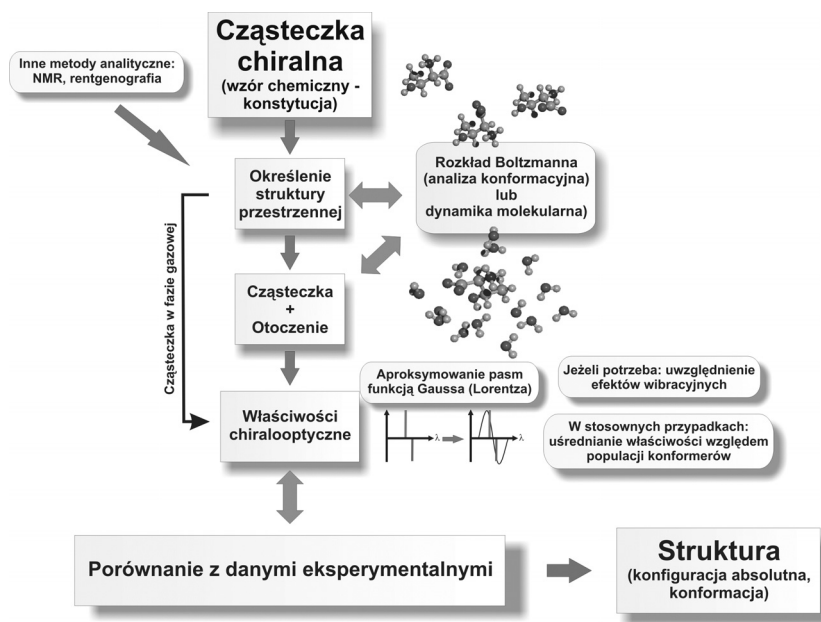 Cząsteczka
chiralna
(wzór chemiczny -
konstytucja)
Inne metody analityczne:
NMR, rentgenografia
Określenie
struktury
przestrzennej
Rozkład Boltzmanna
(analiza konformacyjna)
lub
dynamika molekularna)
Cząsteczka w fazie gazowej
Cząsteczka
+
Otoczenie
Aproksymowanie pasm
funkcją Gaussa (Lorentza)
λ
λ
Jeżeli potrzeba: uwzględnienie
efektów wibracyjnych
Właściwości
chiralooptyczne
W stosownych przypadkach:
uśrednianie właściwości względem
populacji konformerów
Porównanie z danymi eksperymentalnymi
Struktura
(konfiguracja absolutna,
konformacja)